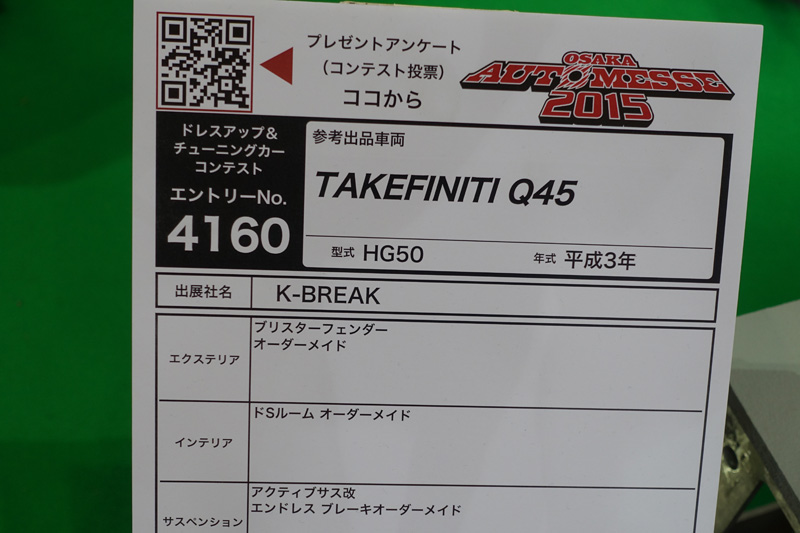 プレゼントアンケート
（コンテスト投票）
ココから
OSAKA
AUTOMESSE
2015
ドレスアップ&
チューニングカー
コンテスト
エントリーNo.
4160
参考出品車両
TAKEFINITI Q45
型式 HG50
年式 平成3年
出展社名
K-BREAK
エクステリア
ブリスターフェンダー
オーダーメイド
インテリア
ドSルーム オーダーメイド
サスペンション
アクティブサス改
エンドレス ブレーキオーダーメイド